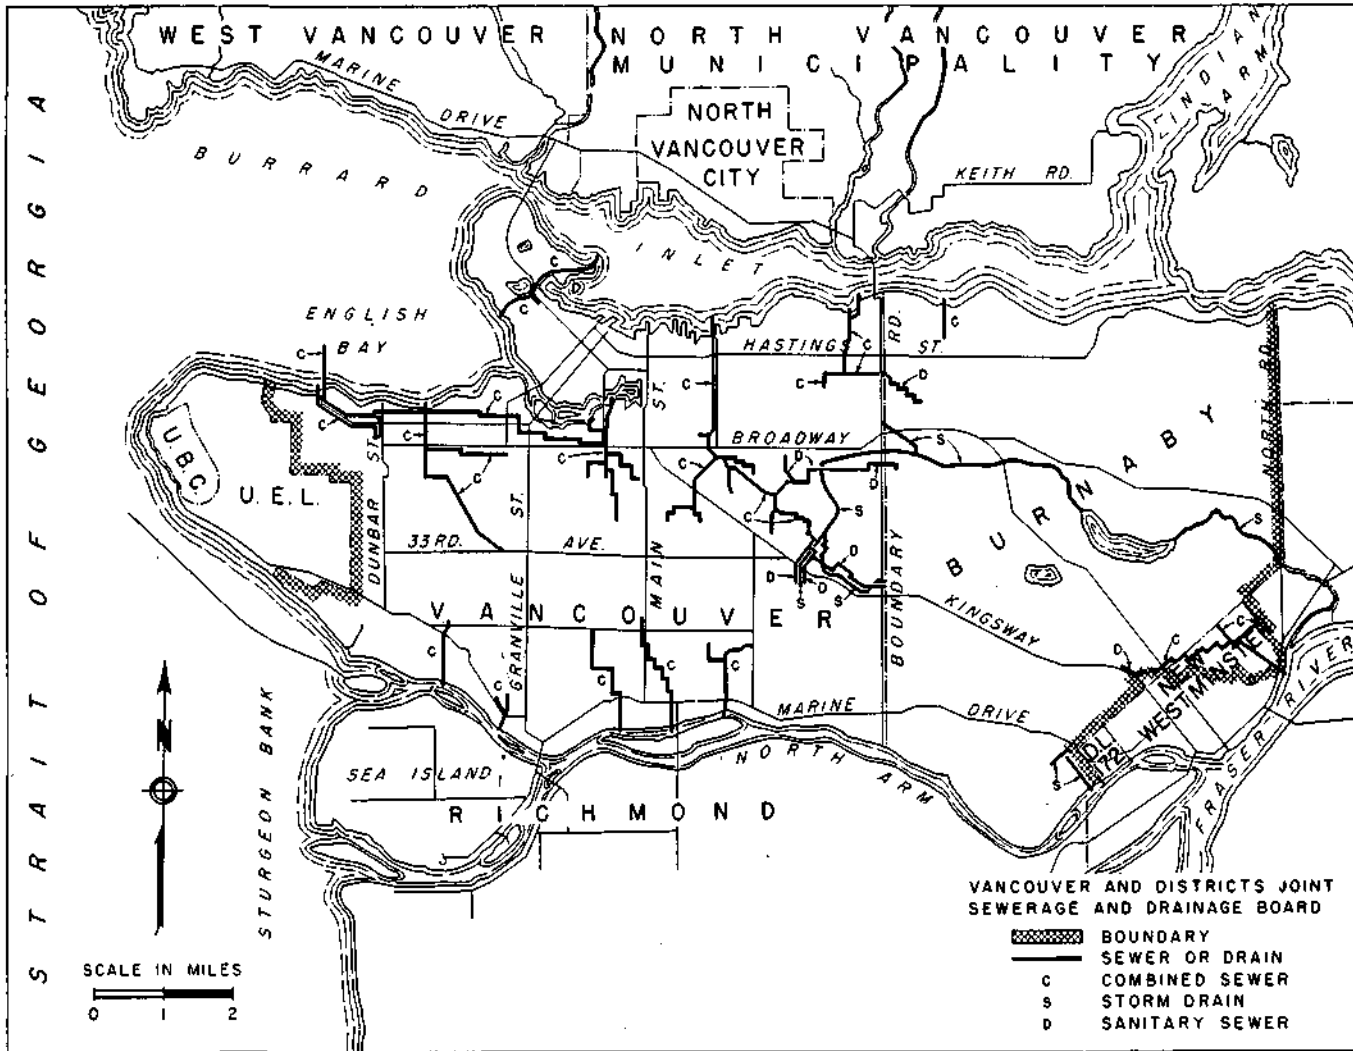 WEST VANCOUVER
NORTH VANCOUVER
MUNICIPALITY
MARINE
DRIVE
NORTH
VANCOUVER
CITY
INDIAN
ARM
KEITH RD.
BURRARD
INLET
STRAIT OF GEORGIA
ENGLISH
BAY
C
C
D
C
C
HASTINGS ST.
RD.
C
C
C
C
D
ST.
NORTH RD.
C
C
C
BROADWAY
S
BURNABY
U.B.C.
U.E.L.
DUNBAR ST.
C
C
C
D
D
C
S
S
GRANVILLE ST.
MAIN
33RD. AVE.
BOUNDARY
D
D
D
D
S
S
KINGSWAY
VANCOUVER
C
C
C
C
C
D
C
C
NEW
WESTMINSTER
D.L.
172
S
MARINE DRIVE
NORTH ARM
FRASER RIVER
FRASER RIVER
N
STURGEON BANK
SEA ISLAND
RICHMOND
SCALE IN MILES
0 1 2
VANCOUVER AND DISTRICTS JOINT
SEWERAGE AND DRAINAGE BOARD
BOUNDARY
SEWER OR DRAIN
C COMBINED SEWER
S STORM DRAIN
D SANITARY SEWER